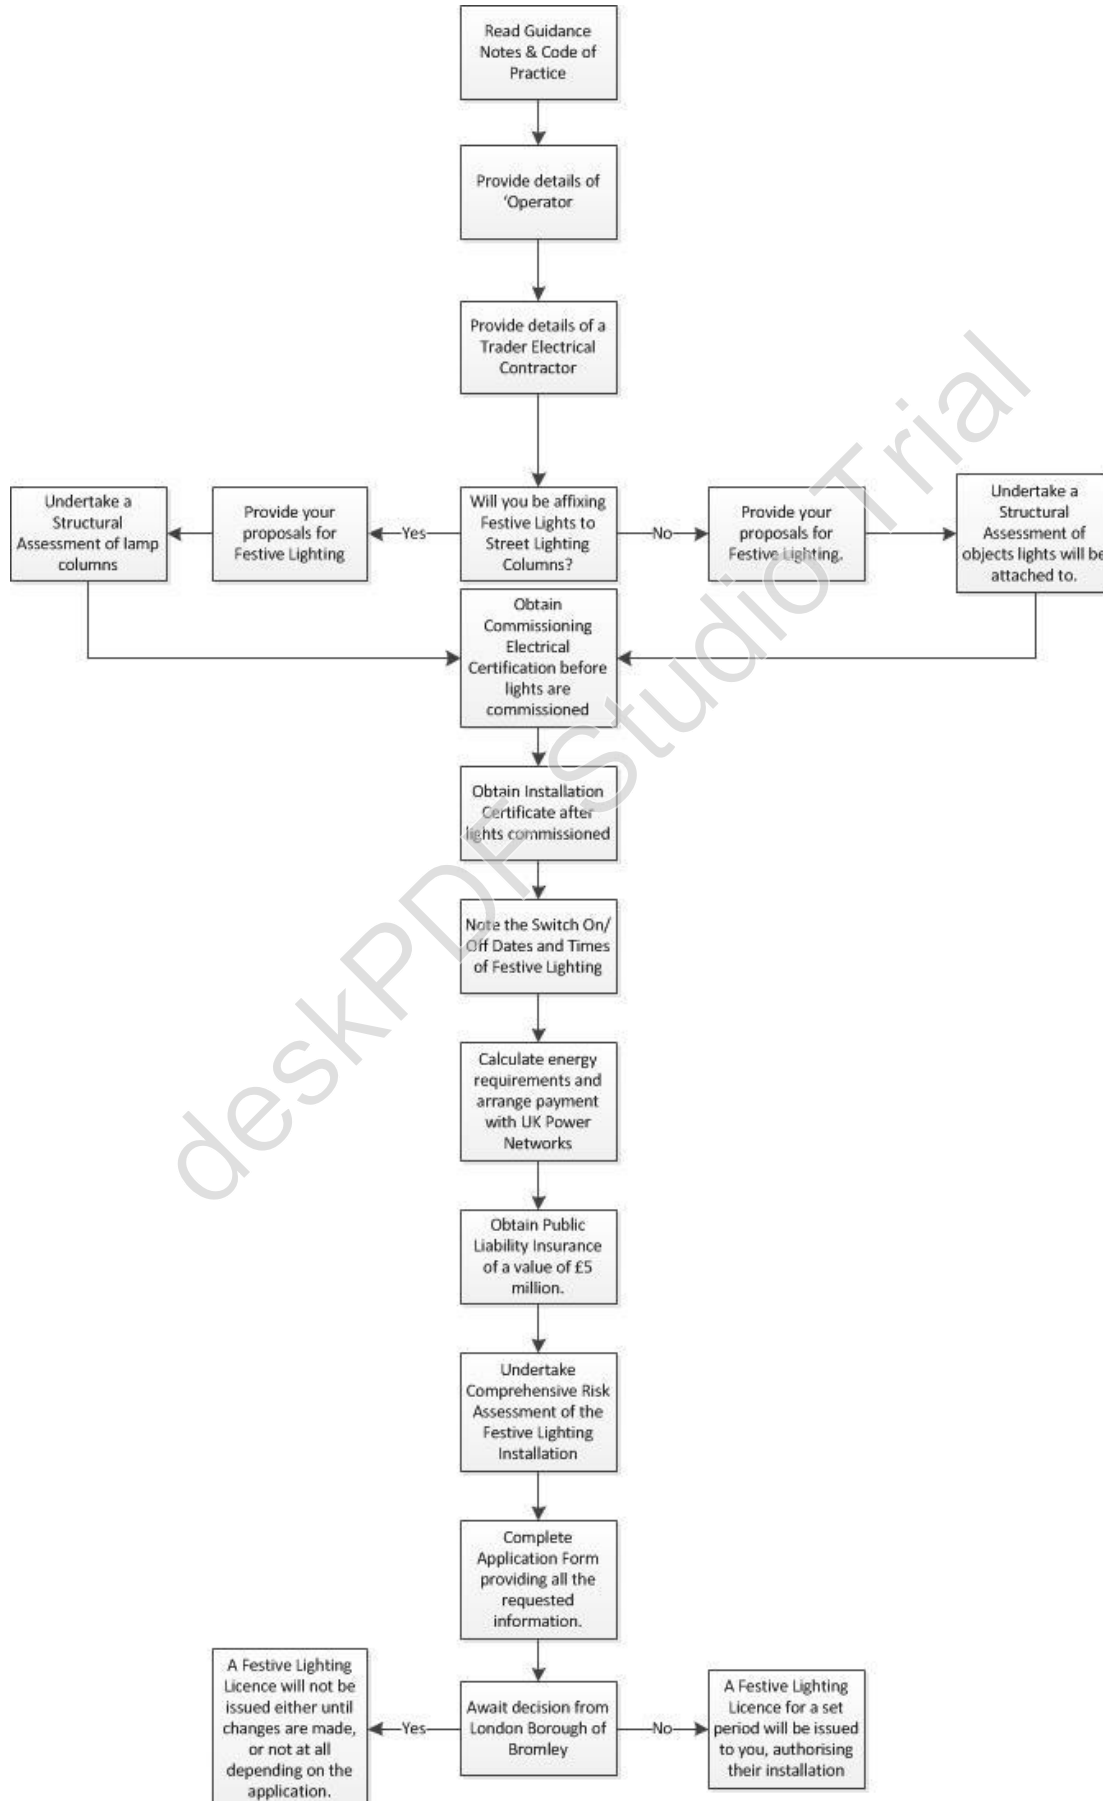 Read Guidance
Notes & Code of
Practice
Provide details of
‘Operator
Provide details of a
Trader Electrical
Contractor
Undertake a
Structural
Assessment of lamp
columns
Provide your
proposals for
Festive Lighting
Yes
Will you be affixing
Festive Lights to
Street Lighting
Columns?
No
Provide your
proposals for
Festive Lighting.
Undertake a
Structural
Assessment of
objects lights will be
attached to.
Obtain
Commissioning
Electrical
Certification before
lights are
commissioned
Obtain Installation
Certificate after
lights commissioned
Note the Switch On/
Off Dates and Times
of Festive Lighting
Calculate energy
requirements and
arrange payment
with UK Power
Networks
Obtain Public
Liability Insurance
of a value of £5
million.
Undertake
Comprehensive Risk
Assessment of the
Festive Lighting
Installation
Complete
Application Form
providing all the
requested
information.
A Festive Lighting
Licence will not be
issued either until
changes are made,
or not at all
depending on the
application.
Yes
Await decision from
London Borough of
Bromley
No
A Festive Lighting
Licence for a set
period will be issued
to you, authorising
their installation
deskPDF Studio Trial